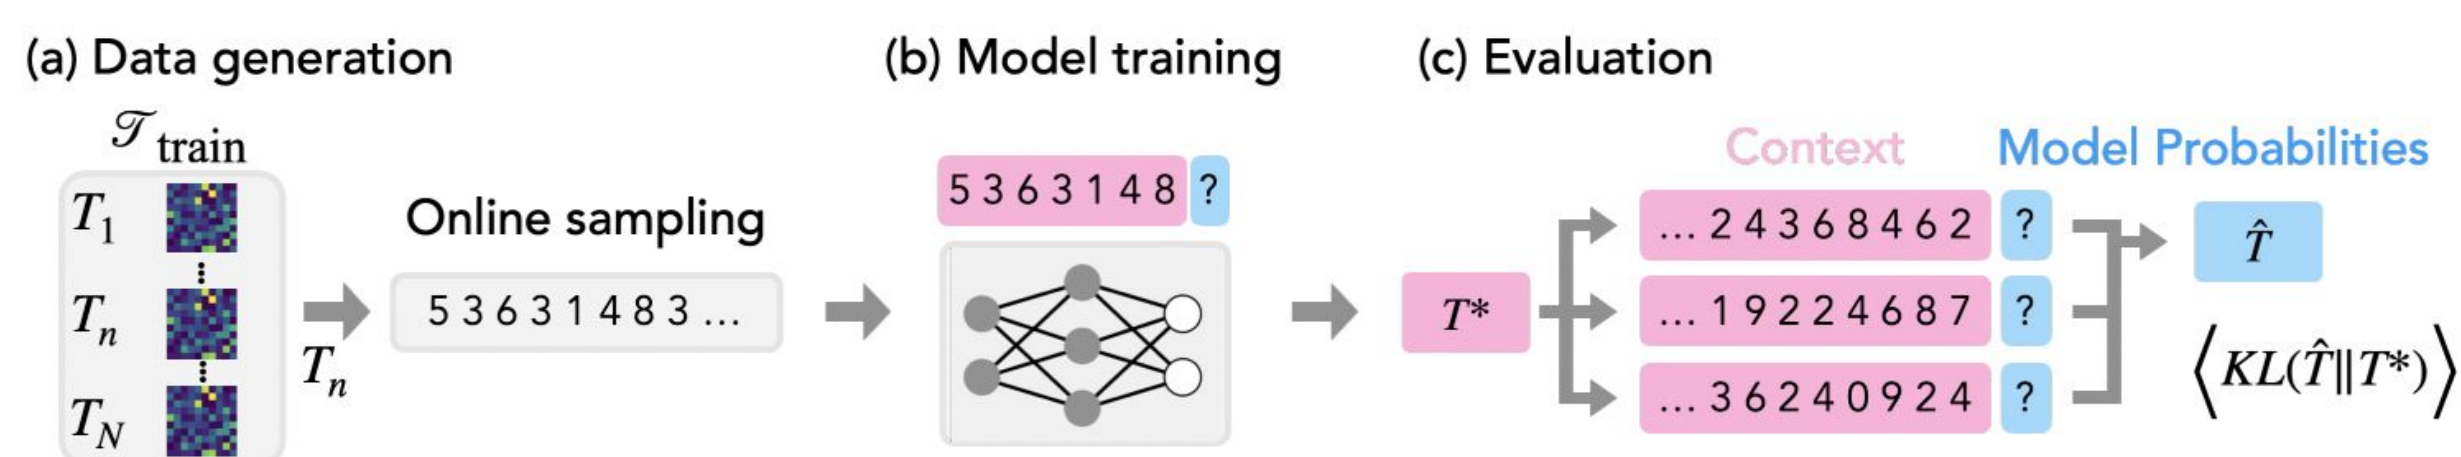 (a) Data generation
𝒯 train
T₁
Tₙ
T_N
Tₙ
Online sampling
5 3 6 3 1 4 8 3 ...
(b) Model training
5 3 6 3 1 4 8 ?
(c) Evaluation
T*
Context
Model Probabilities
... 2 4 3 6 8 4 6 2 ?
... 1 9 2 2 4 6 8 7 ?
... 3 6 2 4 0 9 2 4 ?
T̂
⟨KL(T̂||T*)⟩